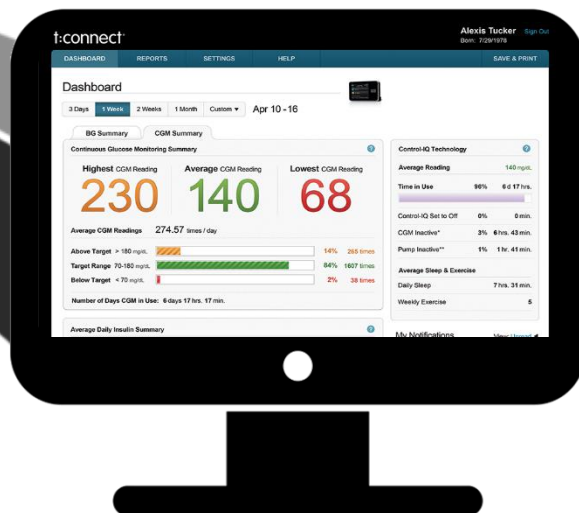 t:connect
Alexis Tucker Sign Out
Born: 7/29/1978
DASHBOARD REPORTS SETTINGS HELP SAVE & PRINT
Dashboard
3 Days 1 Week 2 Weeks 1 Month Custom ▼ Apr 10 - 16
BG Summary CGM Summary
Continuous Glucose Monitoring Summary ?
Highest CGM Reading Average CGM Reading Lowest CGM Reading
230 140 68
Average CGM Readings 274.57 times / day
Above Target > 180 mg/dL 14% 265 times
Target Range 70-180 mg/dL 84% 1607 times
Below Target < 70 mg/dL 2% 38 times
Number of Days CGM in Use: 6 days 17 hrs. 17 min.
Average Daily Insulin Summary ?
Control-IQ Technology ?
Average Reading 140 mg/dL
Time in Use 96% 6 d 17 hrs.
Control-IQ Set to Off 0% 0 min.
CGM Inactive* 3% 6 hrs. 43 min.
Pump Inactive** 1% 1 hr. 41 min.
Average Sleep & Exercise
Daily Sleep 7 hrs. 31 min.
Weekly Exercise 5
My Notifications View: Unread